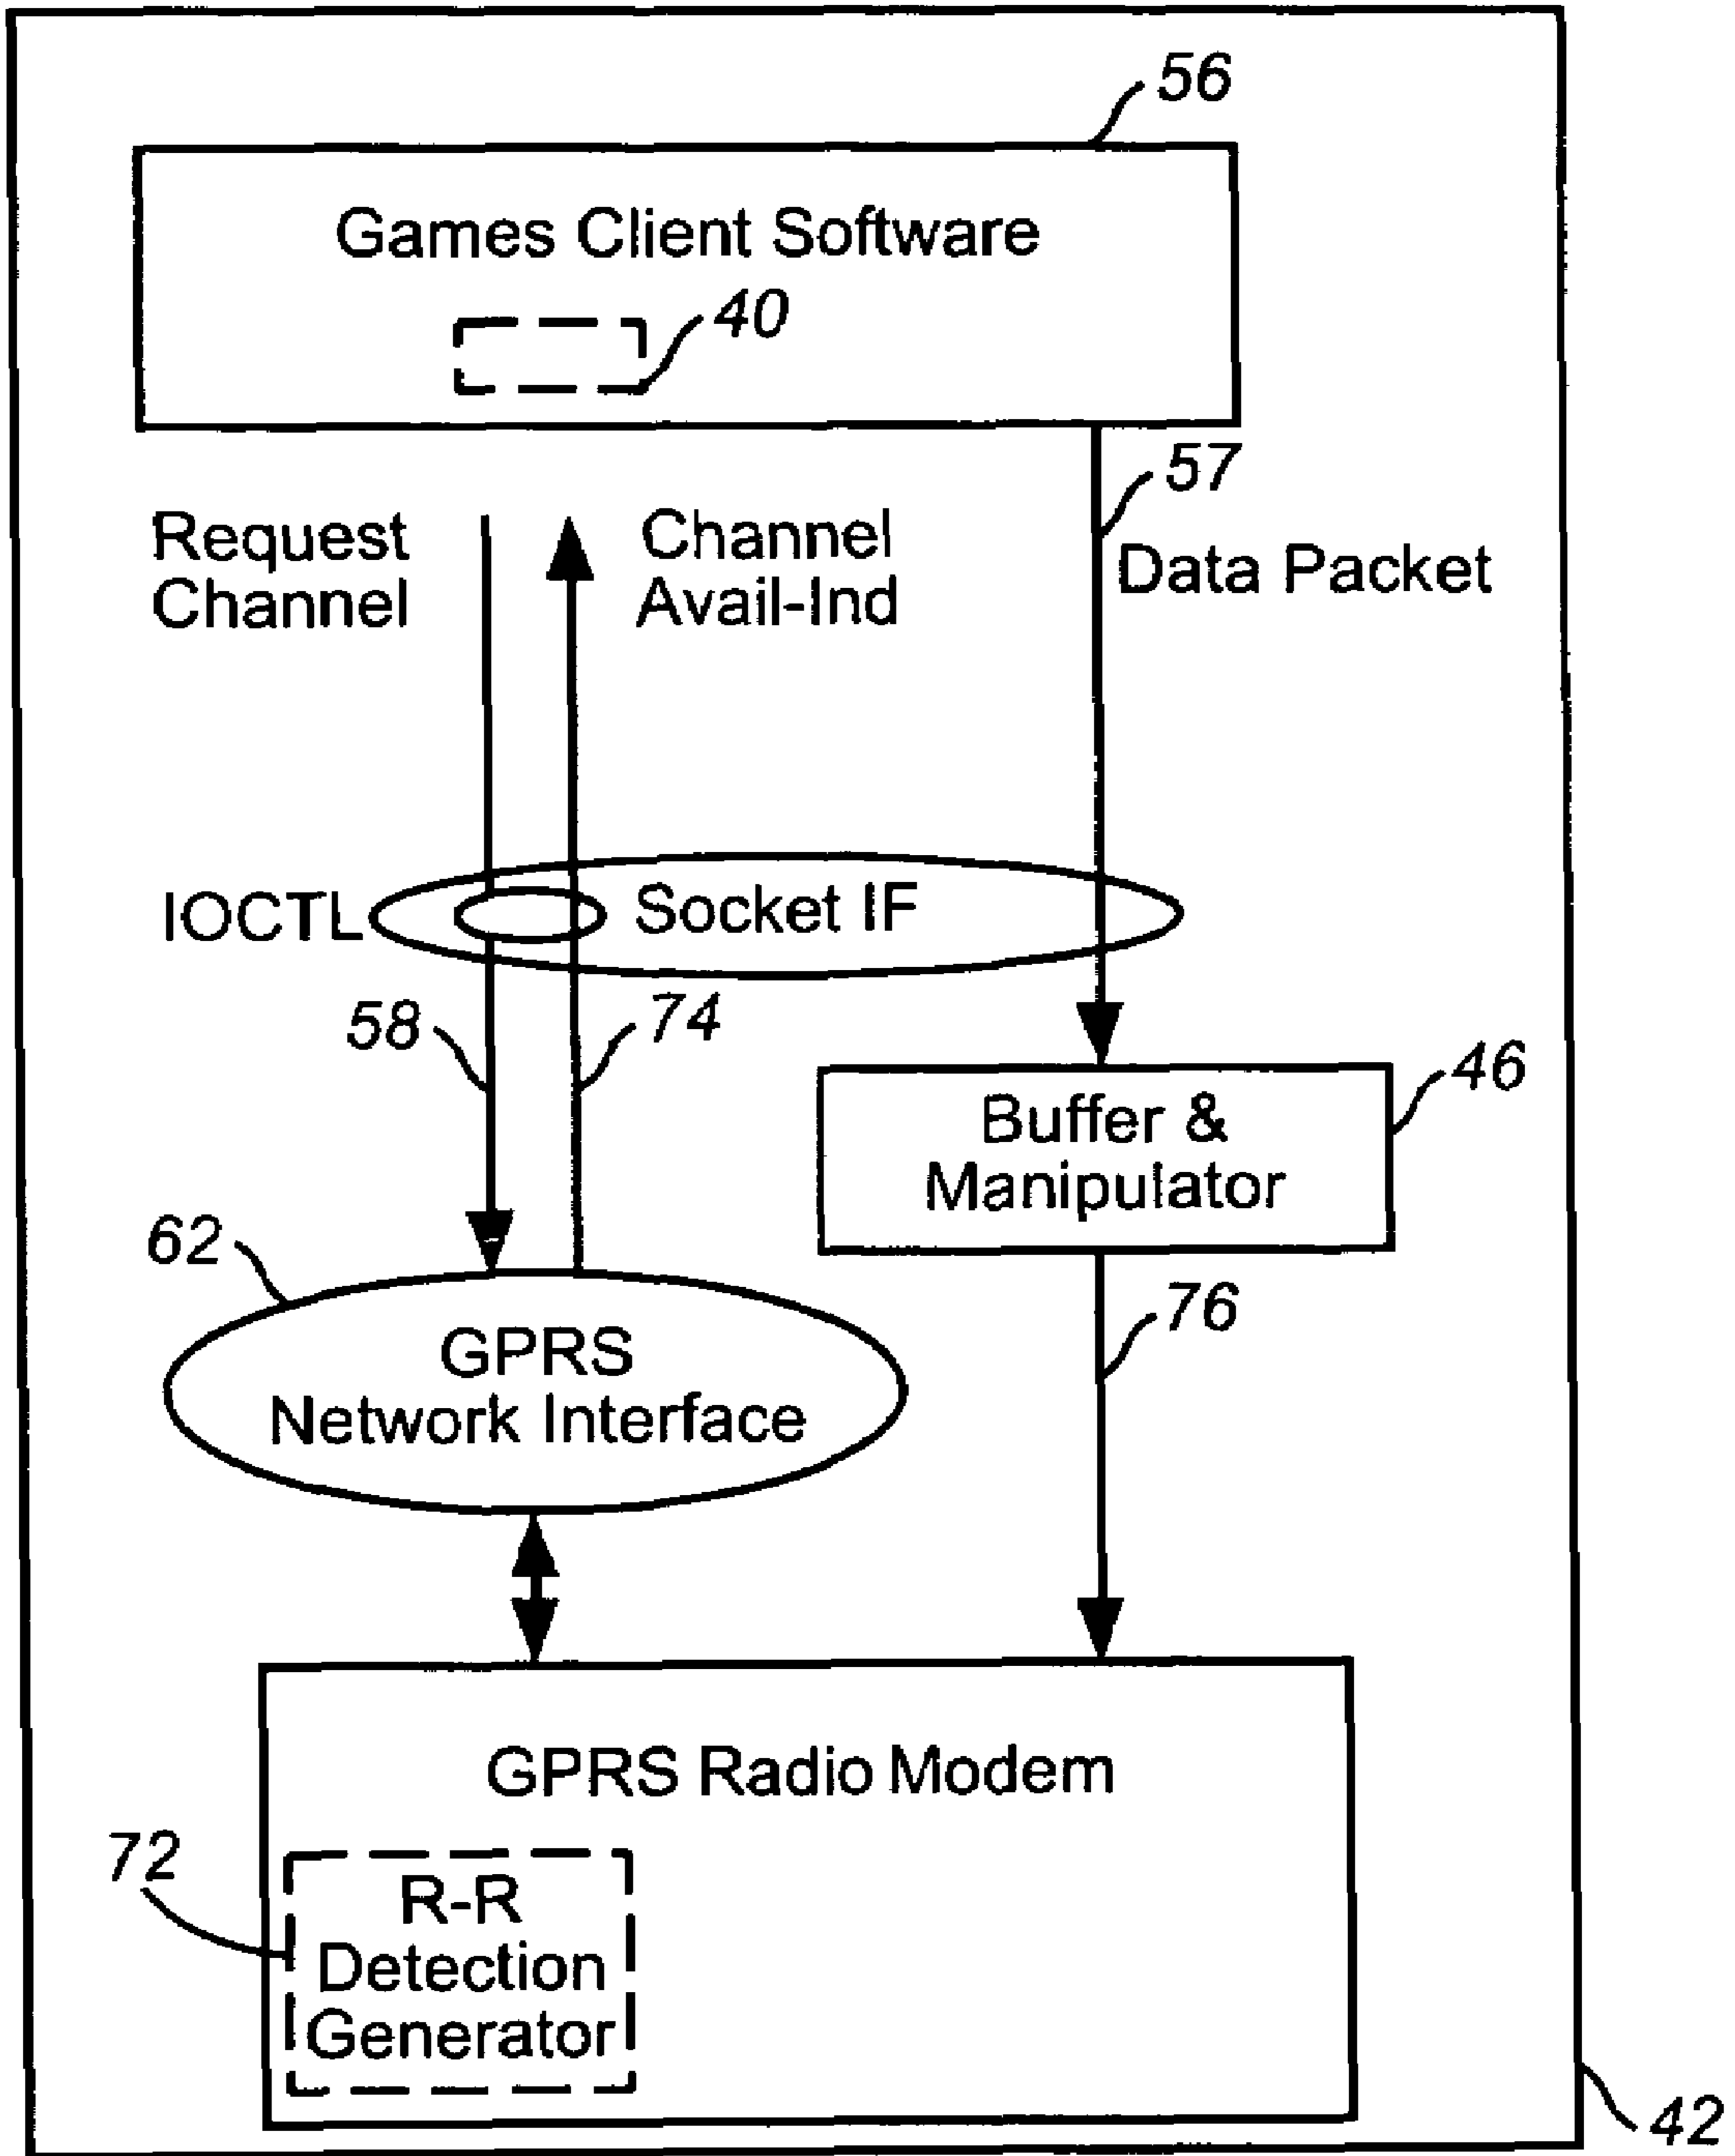 56
Games Client Software
40
57
Request
Channel
Channel
Avail-Ind
Data Packet
IOCTL
Socket IF
58
74
46
Buffer &
Manipulator
62
76
GPRS
Network Interface
GPRS Radio Modem
72
R-R
Detection
Generator
42